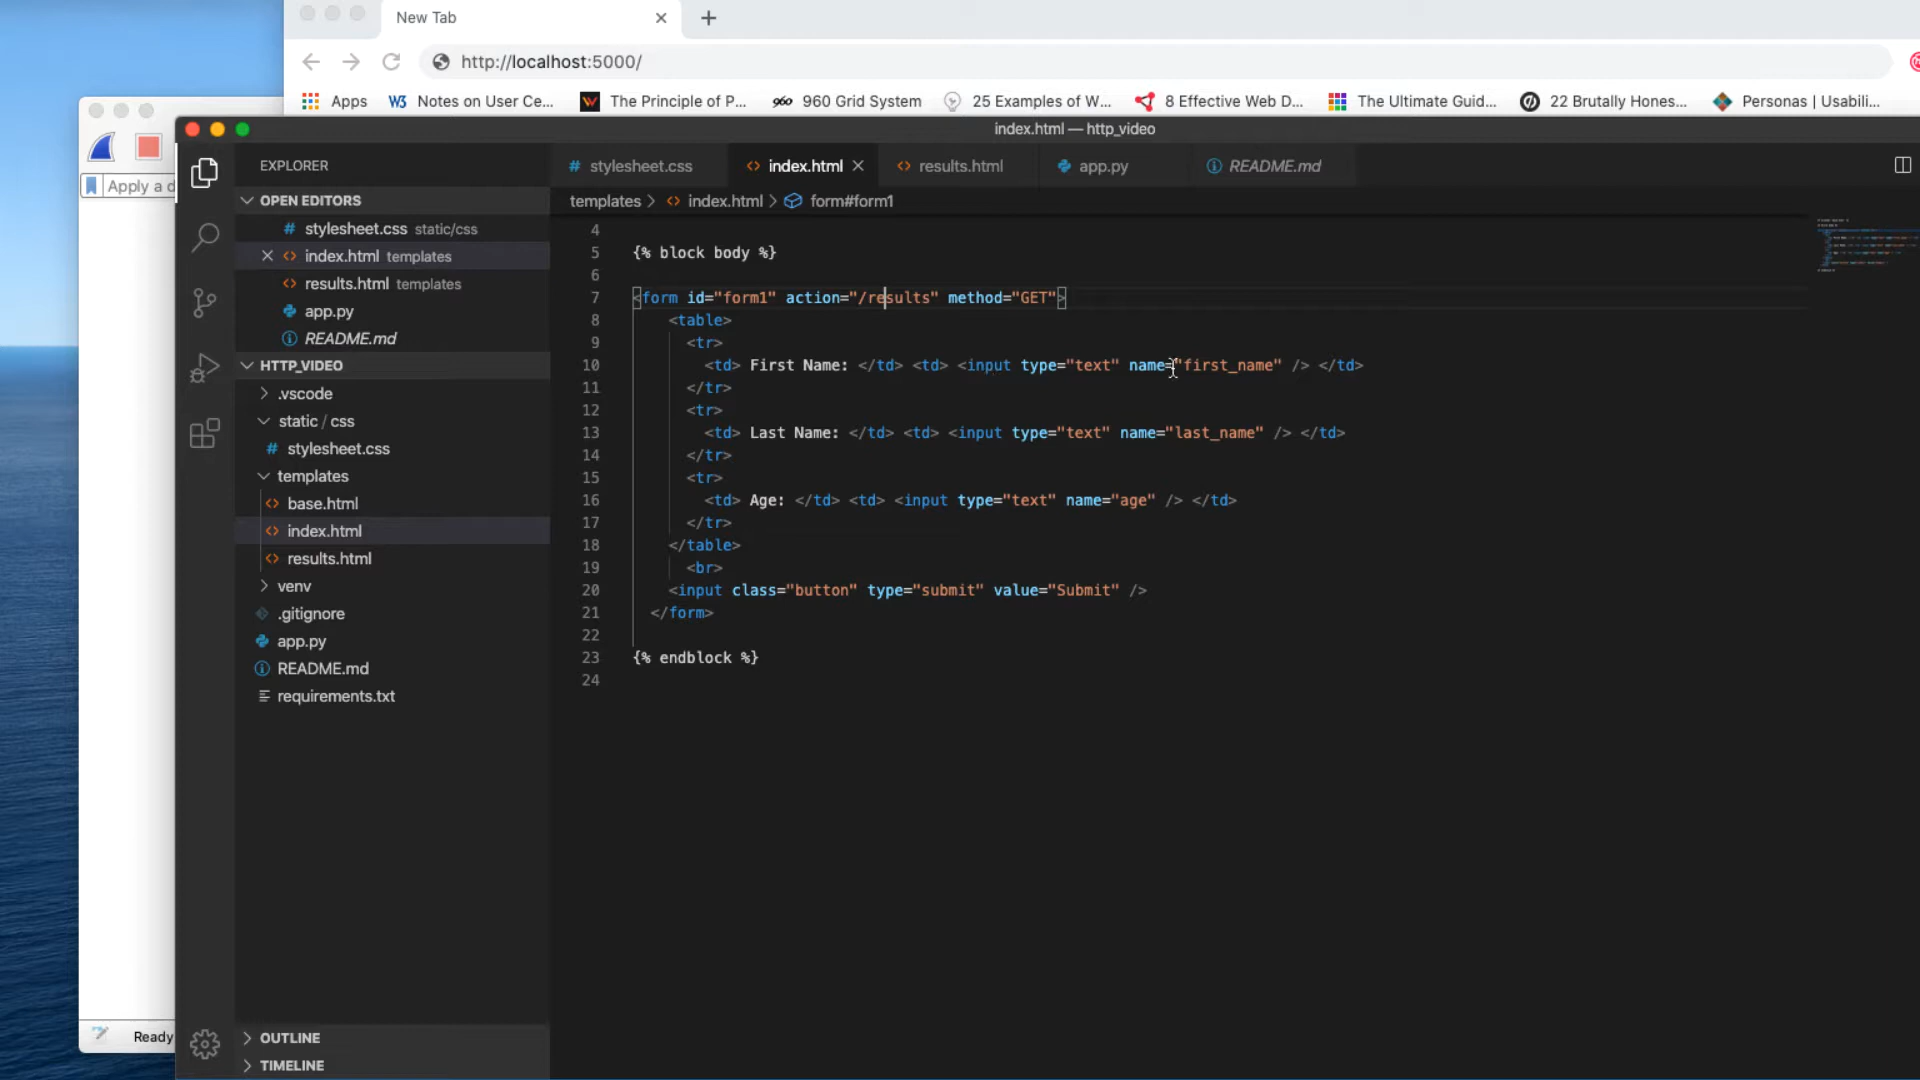 New Tab
http://localhost:5000/
Apps
W3 Notes on User Ce...
The Principle of P...
960 960 Grid System
25 Examples of W...
8 Effective Web D...
The Ultimate Guid...
22 Brutally Hones...
Personas | Usabili...
Apply a d
Ready
index.html — http_video
EXPLORER
OPEN EDITORS
# stylesheet.css static/css
index.html templates
results.html templates
app.py
README.md
HTTP_VIDEO
.vscode
static / css
# stylesheet.css
templates
base.html
index.html
results.html
venv
.gitignore
app.py
README.md
requirements.txt
OUTLINE
TIMELINE
# stylesheet.css
index.html
results.html
app.py
README.md
templates > index.html > form#form1
4
5 {% block body %}
6
7 <form id="form1" action="/results" method="GET">
8 <table>
9 <tr>
10 <td> First Name: </td> <td> <input type="text" name="first_name" /> </td>
11 </tr>
12 <tr>
13 <td> Last Name: </td> <td> <input type="text" name="last_name" /> </td>
14 </tr>
15 <tr>
16 <td> Age: </td> <td> <input type="text" name="age" /> </td>
17 </tr>
18 </table>
19 <br>
20 <input class="button" type="submit" value="Submit" />
21 </form>
22
23 {% endblock %}
24